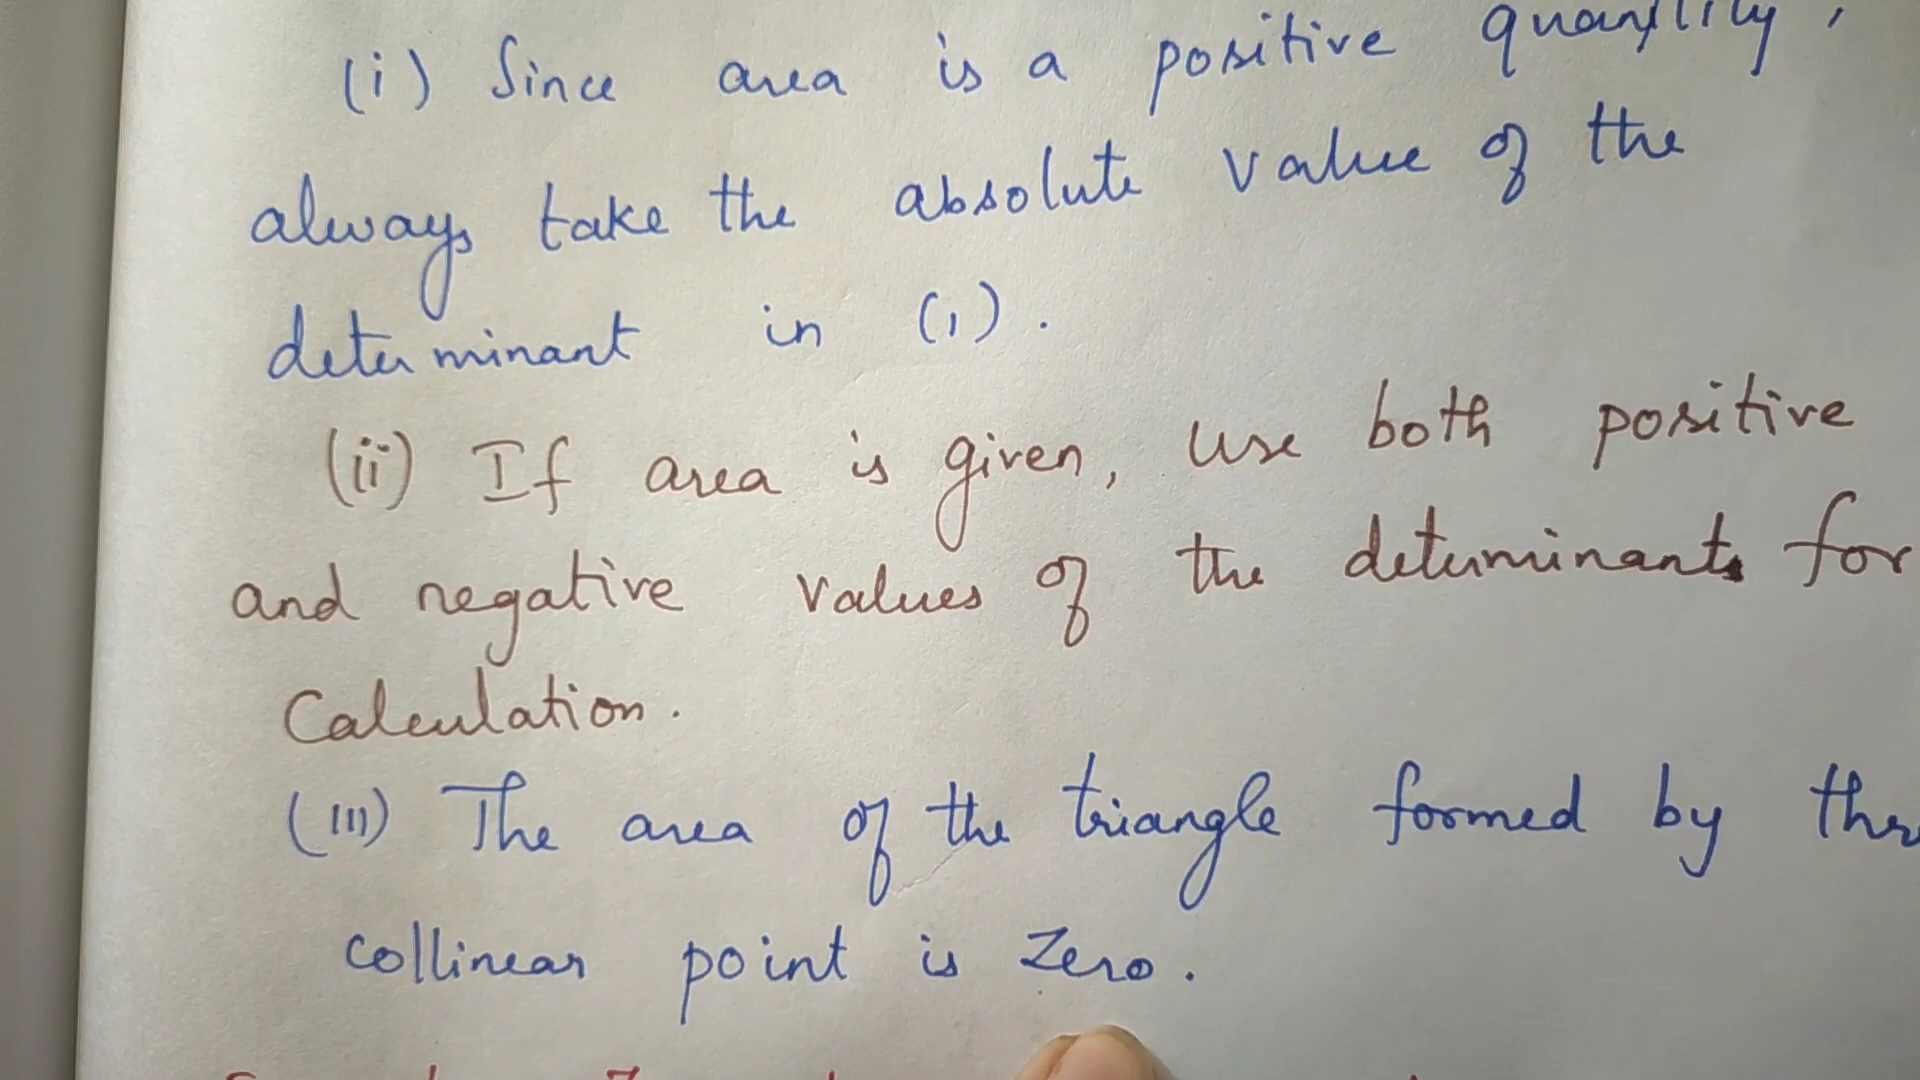 (i) Since area is a positive quantity,
always take the absolute value of the
determinant in (1).
(ii) If area is given, use both positive
and negative values of the determinants for
Calculation.
(III) The area of the triangle formed by
collinear point is zero.